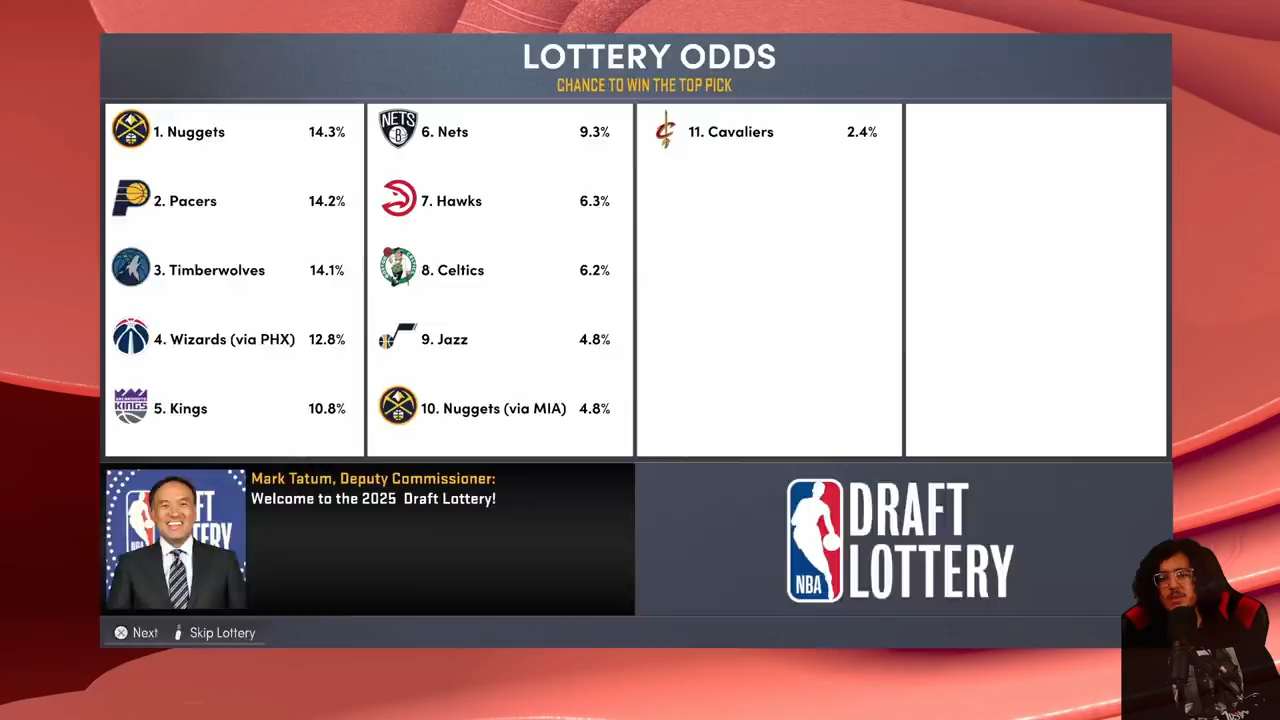 LOTTERY ODDS
CHANCE TO WIN THE TOP PICK
1. Nuggets 14.3%
2. Pacers 14.2%
3. Timberwolves 14.1%
4. Wizards (via PHX) 12.8%
5. Kings 10.8%
NETS
B
6. Nets 9.3%
7. Hawks 6.3%
8. Celtics 6.2%
9. Jazz 4.8%
10. Nuggets (via MIA) 4.8%
11. Cavaliers 2.4%
KINGS
Mark Tatum, Deputy Commissioner:
Welcome to the 2025 Draft Lottery!
NBA
DRAFT
LOTTERY
Next
Skip Lottery